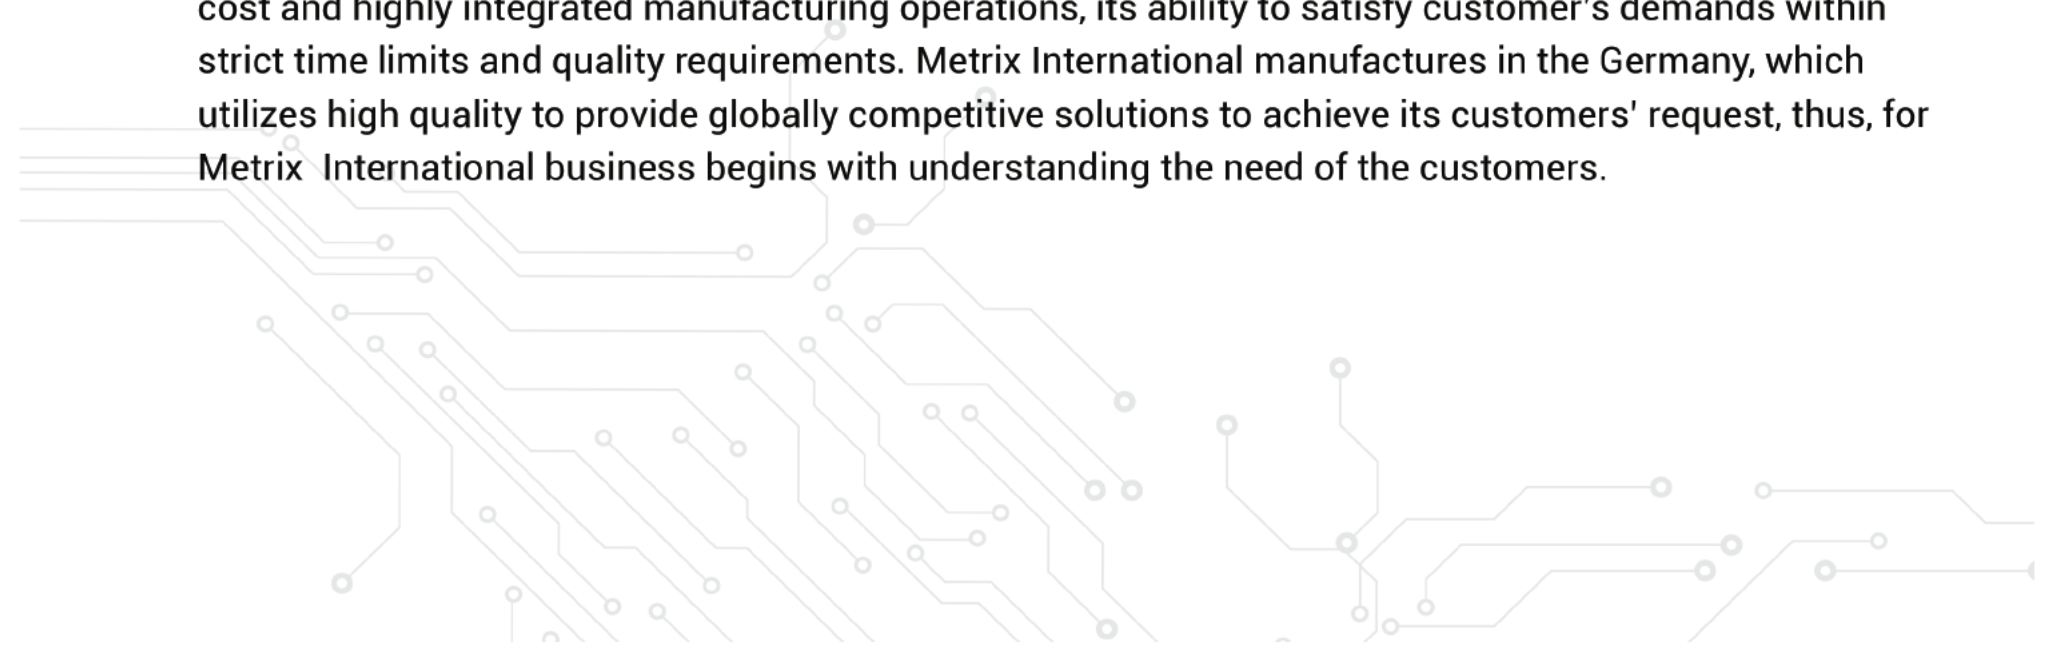 cost and highly integrated manufacturing operations, its ability to satisfy customer's demands within
strict time limits and quality requirements. Metrix International manufactures in the Germany, which
utilizes high quality to provide globally competitive solutions to achieve its customers' request, thus, for
Metrix  International business begins with understanding the need of the customers.